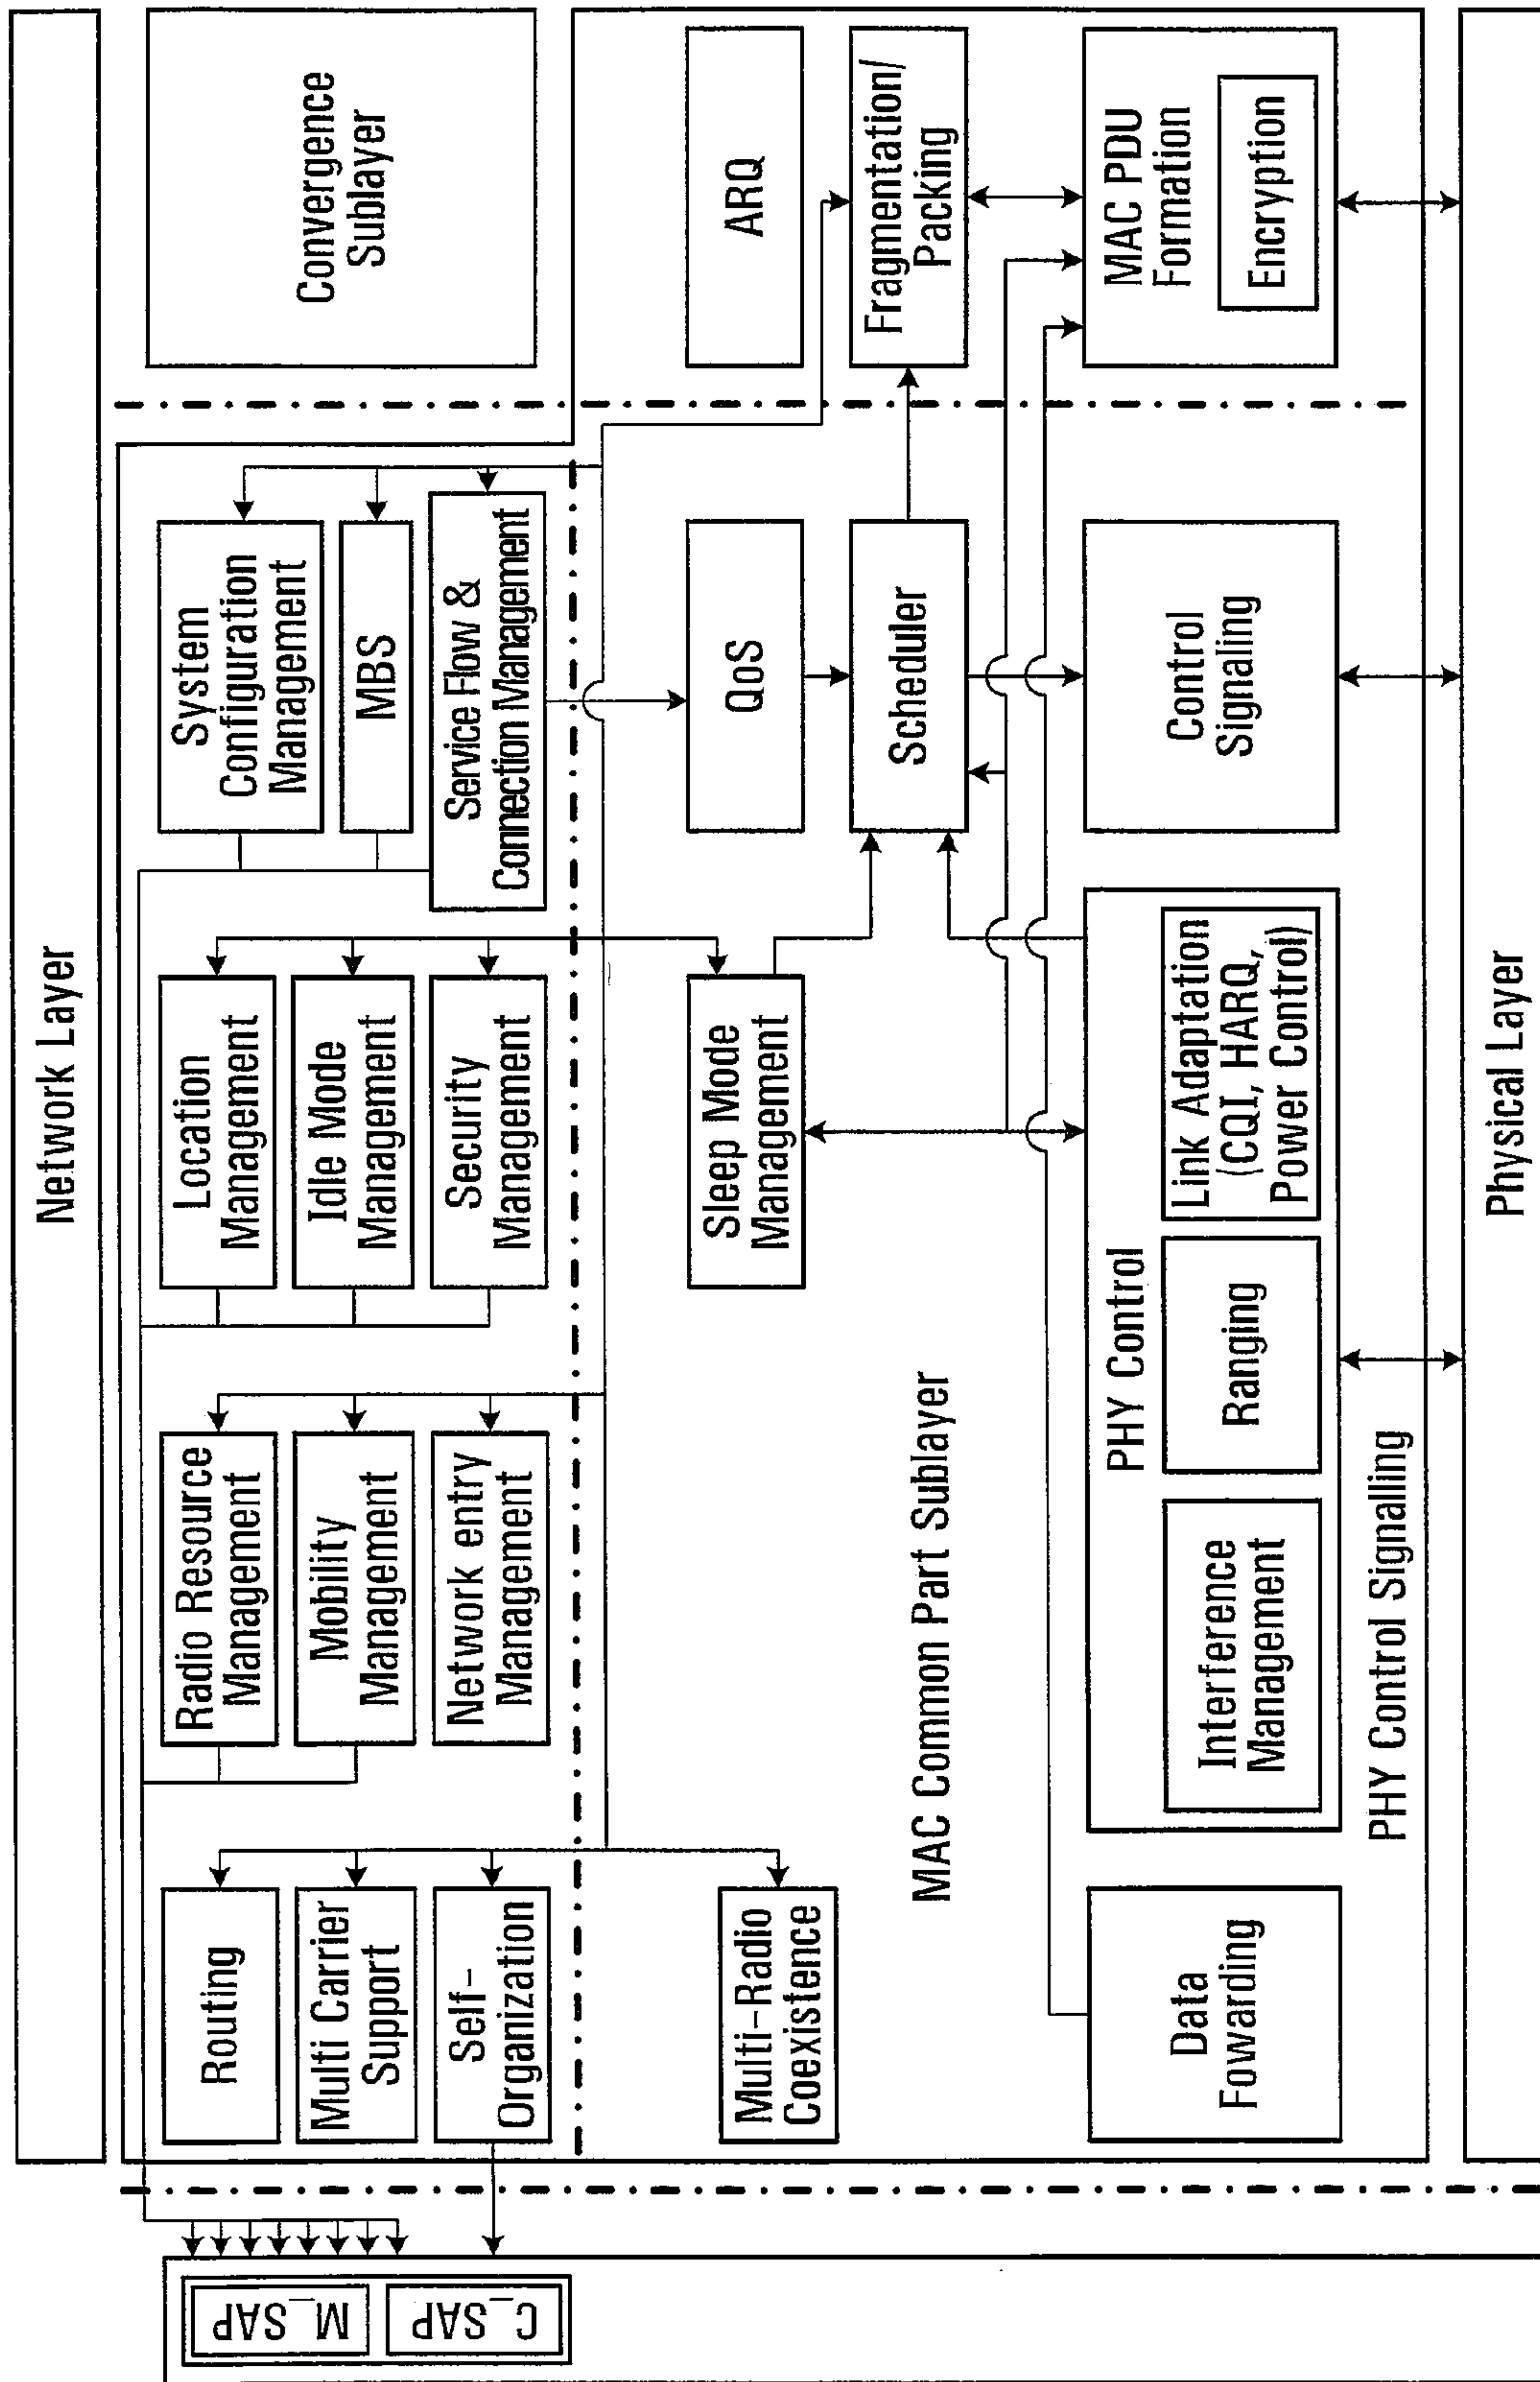 Network Layer
M_SAP
C_SAP
Routing
Multi Carrier
Support
Self-
Organization
Radio Resource
Management
Mobility
Management
Network entry
Management
Location
Management
Idle Mode
Management
Security
Management
System
Configuration
Management
MBS
Service Flow &
Connection Management
Convergence
Sublayer
Multi-Radio
Coexistence
Sleep Mode
Management
QoS
ARQ
MAC Common Part Sublayer
Scheduler
Fragmentation/
Packing
Data
Fowarding
PHY Control
Interference
Management
Ranging
Link Adaptation
(CQI, HARQ,
Power Control)
Control
Signaling
MAC PDU
Formation
Encryption
PHY Control Signalling
Physical Layer